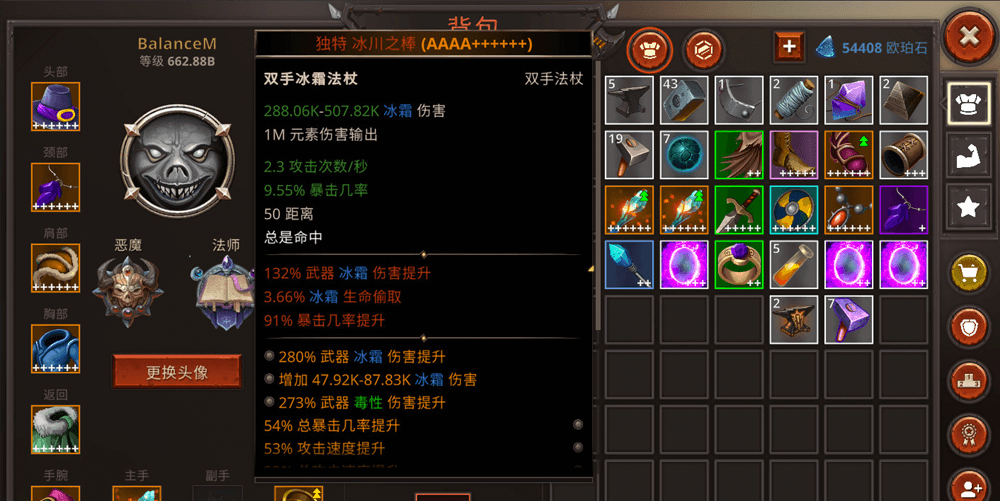 背包
BalanceM
等级 662.88B
头部
颈部
肩部
胸部
返回
手腕
主手
副手
恶魔
法师
更换头像
独特 冰川之棒 (AAAA++++++)
双手冰霜法杖 双手法杖
288.06K-507.82K 冰霜 伤害
1M 元素伤害输出
2.3 攻击次数/秒
9.55% 暴击几率
50 距离
总是命中
132% 武器 冰霜 伤害提升
3.66% 冰霜 生命偷取
91% 暴击几率提升
280% 武器 冰霜 伤害提升
增加 47.92K-87.83K 冰霜 伤害
273% 武器 毒性 伤害提升
54% 总暴击几率提升
53% 攻击速度提升
54408 欧珀石
5 43 1 2 2 2
19 7
5
2 7